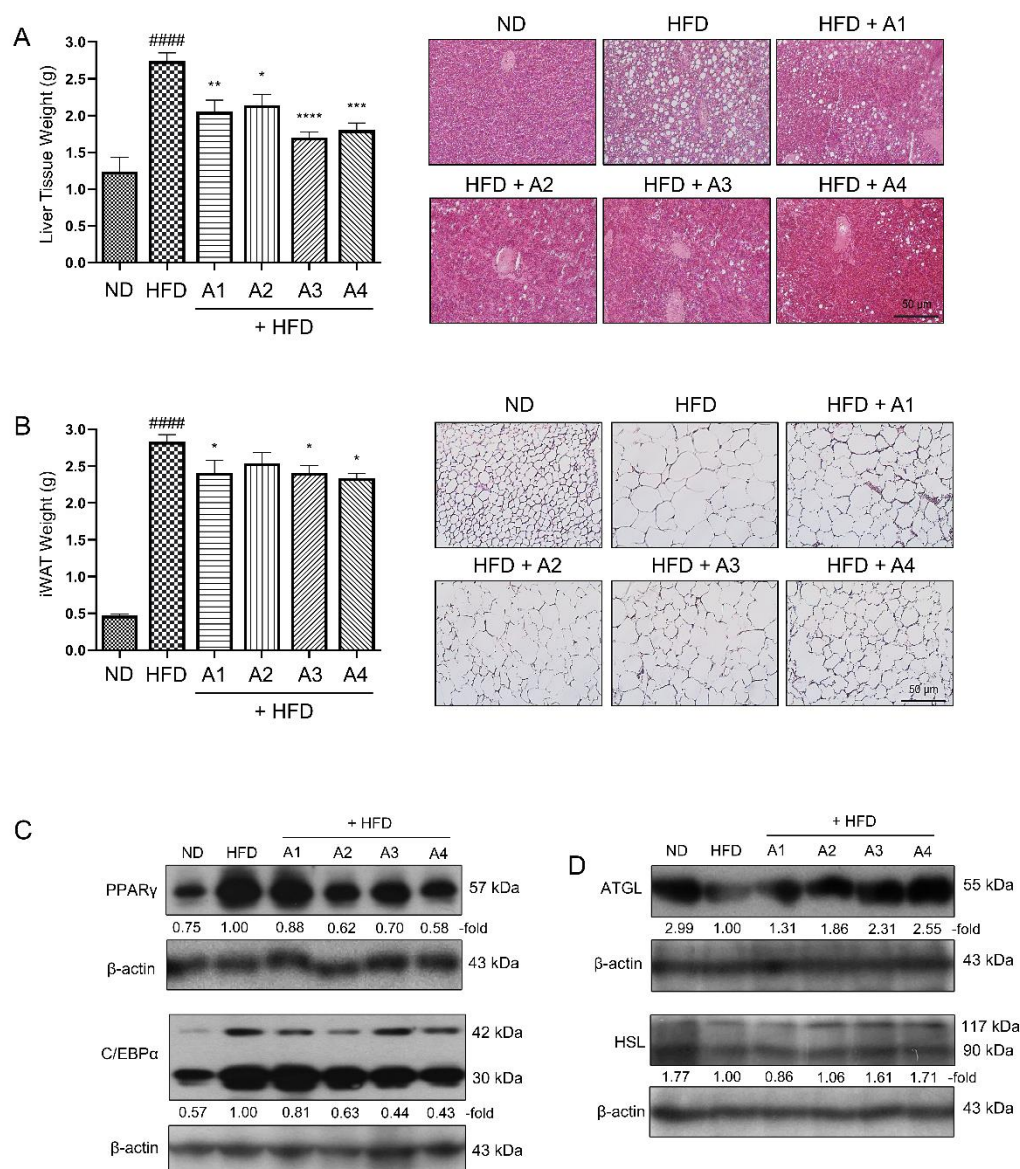 A
Liver Tissue Weight (g)
3.0
2.5
2.0
1.5
1.0
0.5
0.0
####
**
*
****
***
ND HFD A1 A2 A3 A4
+ HFD
ND HFD HFD + A1
HFD + A2 HFD + A3 HFD + A4
50 µm
B
iWAT Weight (g)
3.0
2.5
2.0
1.5
1.0
0.5
0.0
####
*
*
*
ND HFD A1 A2 A3 A4
+ HFD
ND HFD HFD + A1
HFD + A2 HFD + A3 HFD + A4
50 µm
C
+ HFD
ND HFD A1 A2 A3 A4
PPARγ 57 kDa
0.75 1.00 0.88 0.62 0.70 0.58 -fold
β-actin 43 kDa
42 kDa
C/EBPα
30 kDa
0.57 1.00 0.81 0.63 0.44 0.43 -fold
β-actin 43 kDa
D
+ HFD
ND HFD A1 A2 A3 A4
ATGL 55 kDa
2.99 1.00 1.31 1.86 2.31 2.55 -fold
β-actin 43 kDa
117 kDa
HSL 90 kDa
1.77 1.00 0.86 1.06 1.61 1.71 -fold
β-actin 43 kDa